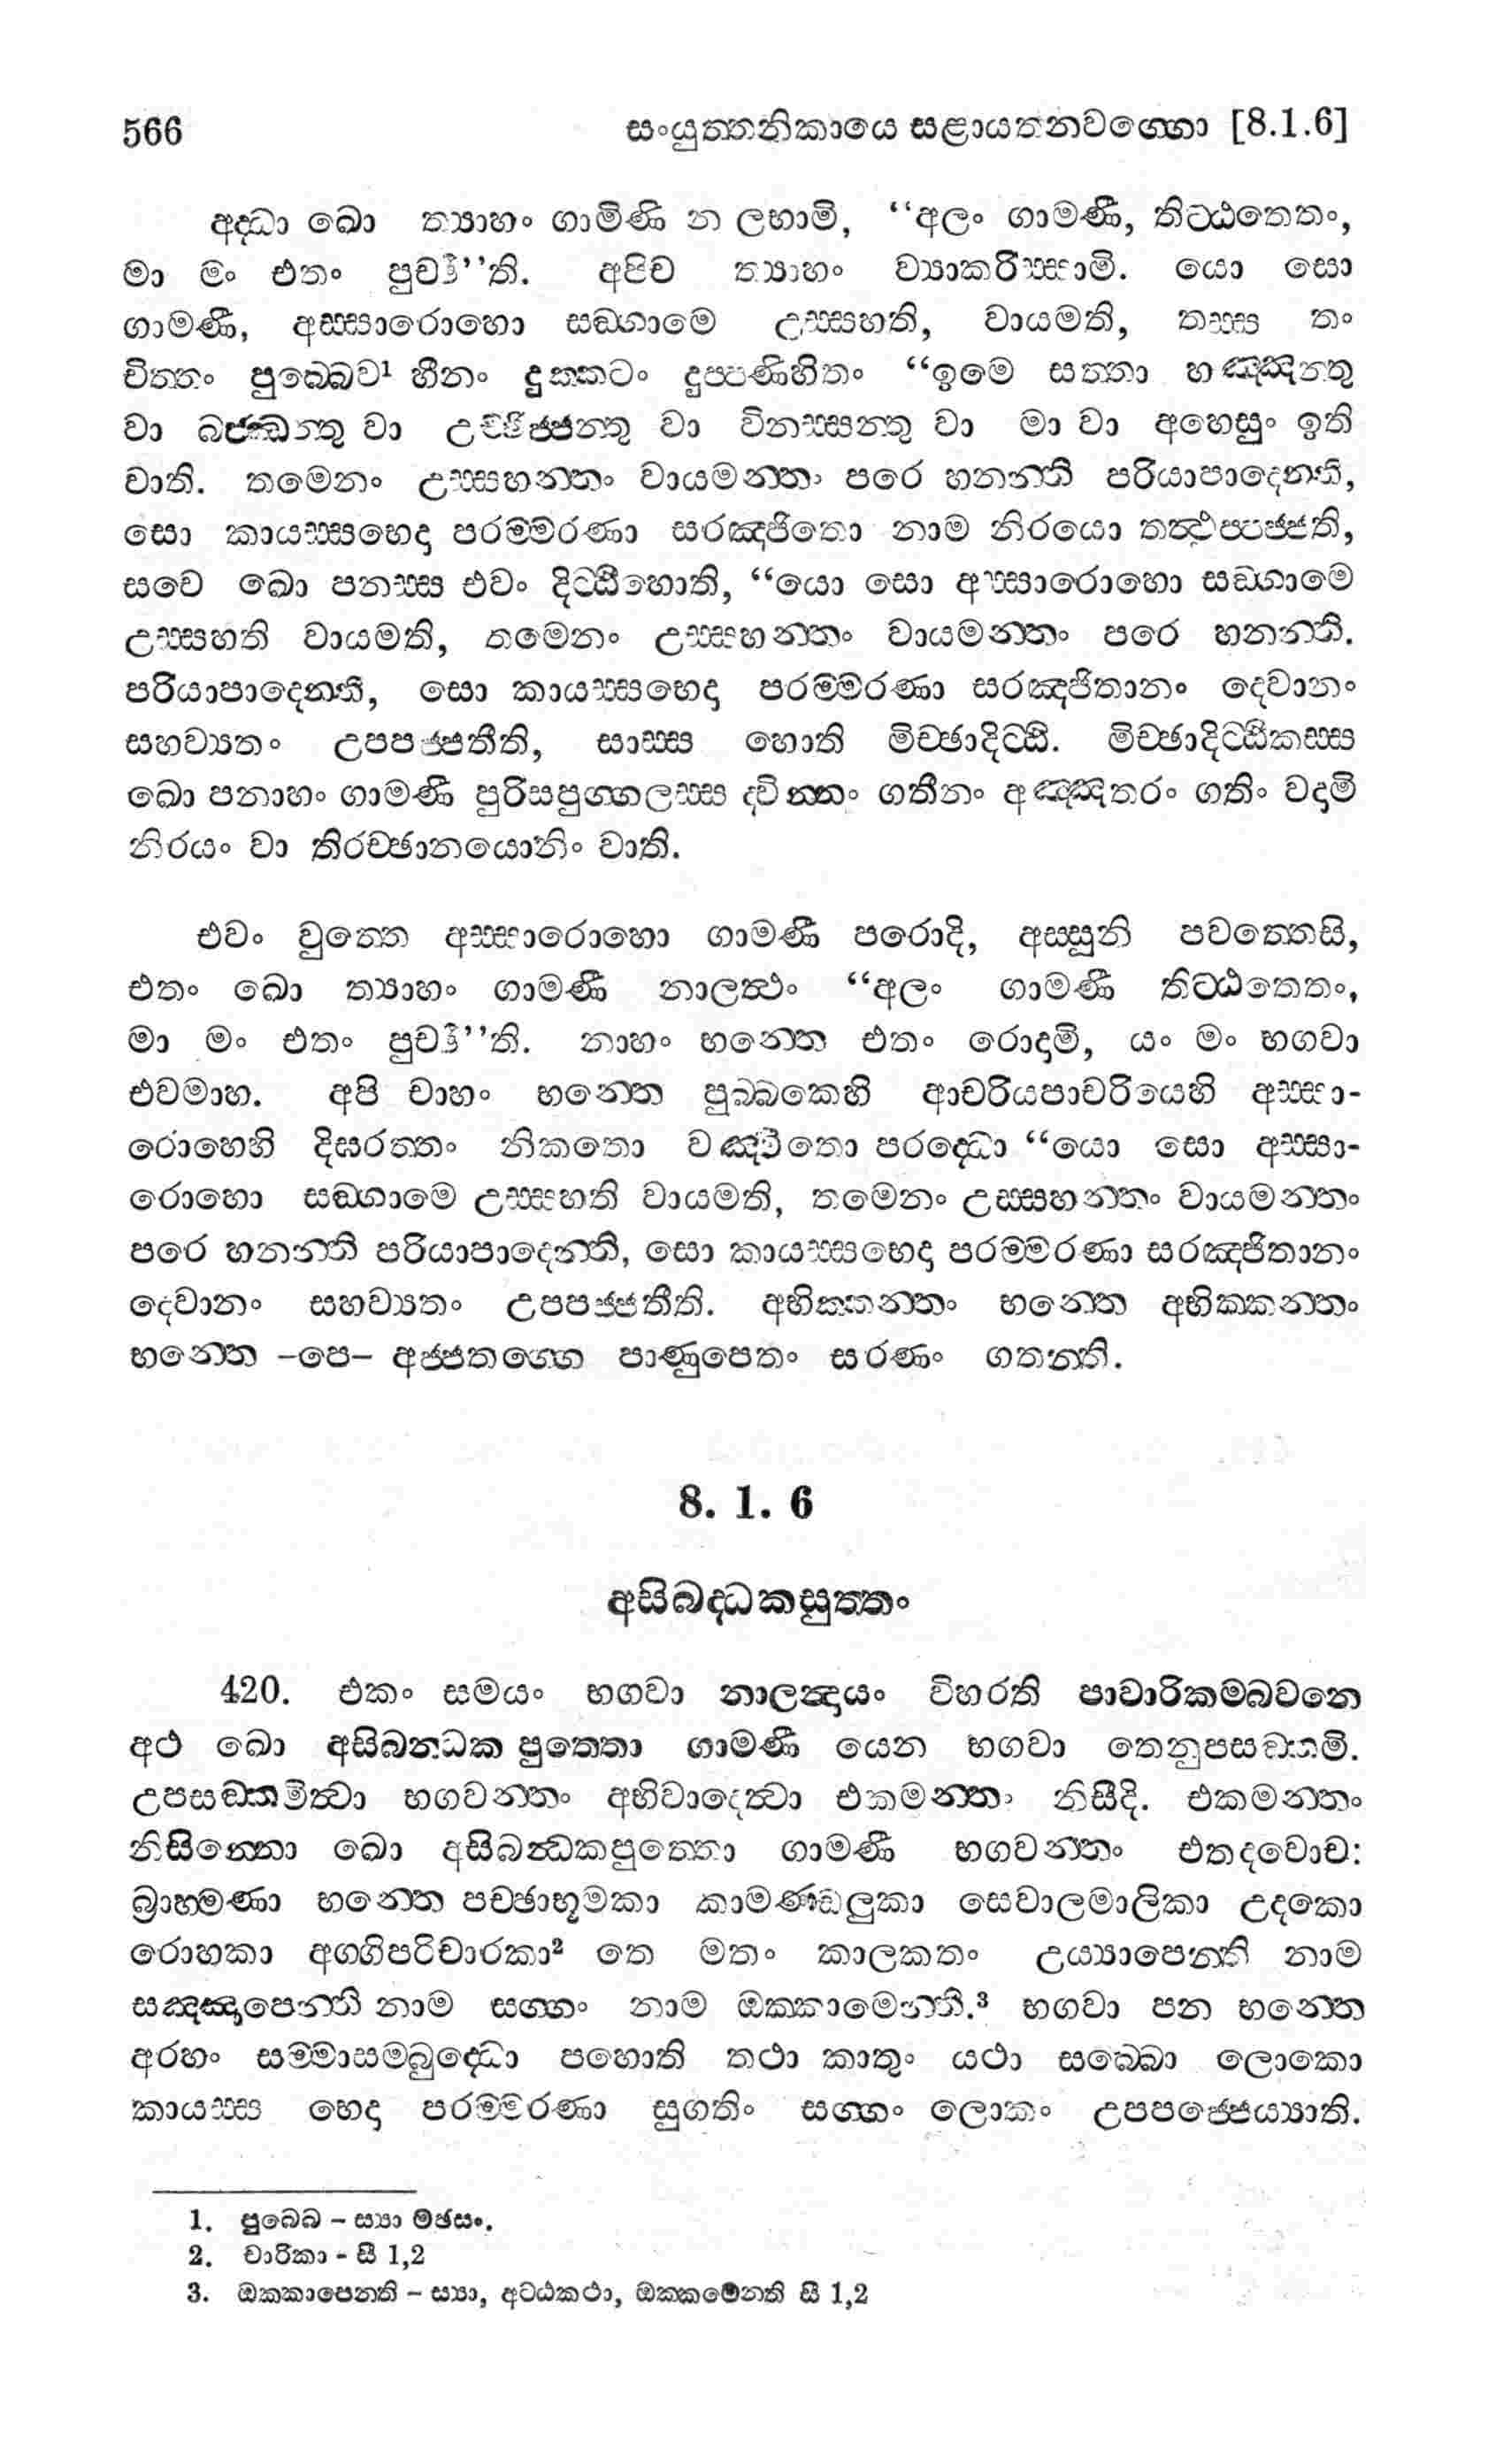 566 සංයුත්තනිකායෙ සළායතනවග්ගො [8.1.6]
අද්ධා ඛො ත්‍යාහං ගාමිණි න ලභාමි, “අලං ගාමණී, තිට්ඨතෙතං,
මා මං එතං පුච්ඡී”ති. අපිච ත්‍යාහං ව්‍යාකරිස්සාමි. යො සො
ගාමණී, අස්සාරොහො සඞ්ගාමෙ උස්සහති, වායමති, තස්ස තං
චිත්තං පුබ්බෙව¹ හීනං දුක්කටං දුප්පණිහිතං “ඉමෙ සත්තා හඤ්ඤන්තු
වා බජ්ඣන්තු වා උච්ඡිජ්ජන්තු වා විනස්සන්තු වා මා වා අහෙසුං ඉති
වාති. තමෙනං උස්සහන්තං වායමන්තං පරෙ හනන්ති පරියාපාදෙන්ති,
සො කායස්සභෙදා පරම්මරණා සරඤ්ජිතො නාම නිරයො තත්ථුප්පජ්ජති,
සචෙ ඛො පනස්ස එවං දිට්ඨිහොති, “යො සො අස්සාරොහො සඞ්ගාමෙ
උස්සහති වායමති, තමෙනං උස්සහන්තං වායමන්තං පරෙ හනන්ති.
පරියාපාදෙන්ති, සො කායස්සභෙදා පරම්මරණා සරඤ්ජිතානං දෙවානං
සහව්‍යතං උපපජ්ජතීති, සාස්ස හොති මිච්ඡාදිට්ඨි. මිච්ඡාදිට්ඨිකස්ස
ඛො පනාහං ගාමණී පුරිසපුග්ගලස්ස ද්වින්නං ගතීනං අඤ්ඤතරං ගතිං වදාමි
නිරයං වා තිරච්ඡානයොනිං වාති.
එවං වුත්තෙ අස්සාරොහො ගාමණී පරොදි, අස්සූනි පවත්තෙසි,
එතං ඛො ත්‍යාහං ගාමණී නාලත්ථං “අලං ගාමණී තිට්ඨතෙතං,
මා මං එතං පුච්ඡී”ති. නාහං භන්තෙ එතං රොදාමි, යං මං භගවා
එවමාහ. අපි චාහං භන්තෙ පුබ්බකෙහි ආචරියපාචරියෙහි අස්සා-
රොහෙහි දිඝරත්තං නිකතො වඤ්චිතො පරද්ධො “යො සො අස්සා-
රොහො සඞ්ගාමෙ උස්සහති වායමති, තමෙනං උස්සහන්තං වායමන්තං
පරෙ හනන්ති පරියාපාදෙන්ති, සො කායස්සභෙදා පරම්මරණා සරඤ්ජිතානං
දෙවානං සහව්‍යතං උපපජ්ජතීති. අභික්කන්තං භන්තෙ අභික්කන්තං
භන්තෙ –පෙ– අජ්ජතග්ගෙ පාණුපෙතං සරණං ගතන්ති.
8. 1. 6
අසිබද්ධකසුත්තං
420. එකං සමයං භගවා නාලන්දායං විහරති පාවාරිකම්බවනෙ
අථ ඛො අසිබන්ධක පුත්තො ගාමණී යෙන භගවා තෙනුපසඞ්කමි.
උපසඞ්කමිත්වා භගවන්තං අභිවාදෙත්වා එකමන්තං නිසීදි. එකමන්තං
නිසින්නො ඛො අසිබන්ධකපුත්තො ගාමණී භගවන්තං එතදවොච:
බ්‍රාහ්මණා භන්තෙ පච්ඡාභූමකා කාමණ්ඩලුකා සෙවාලමාලිකා උදකො
රොහකා අග්ගිපරිචාරකා² තෙ මතං කාලකතං උය්‍යාපෙන්ති නාම
සඤ්ඤාපෙන්ති නාම සග්ගං නාම ඔක්කාමෙන්ති.³ භගවා පන භන්තෙ
අරහං සම්මාසම්බුද්ධො පහොති තථා කාතුං යථා සබ්බො ලොකො
කායස්ස භෙදා පරම්මරණා සුගතිං සග්ගං ලොකං උපපජ්ජෙය්‍යාති.
1. පුබ්බෙ – ස්‍යා මඡසං.
2. චාරිකා - සී 1,2
3. ඔක්කාපෙන්ති – ස්‍යා, අට්ඨකථා, ඔක්කමෙන්ති සී 1,2